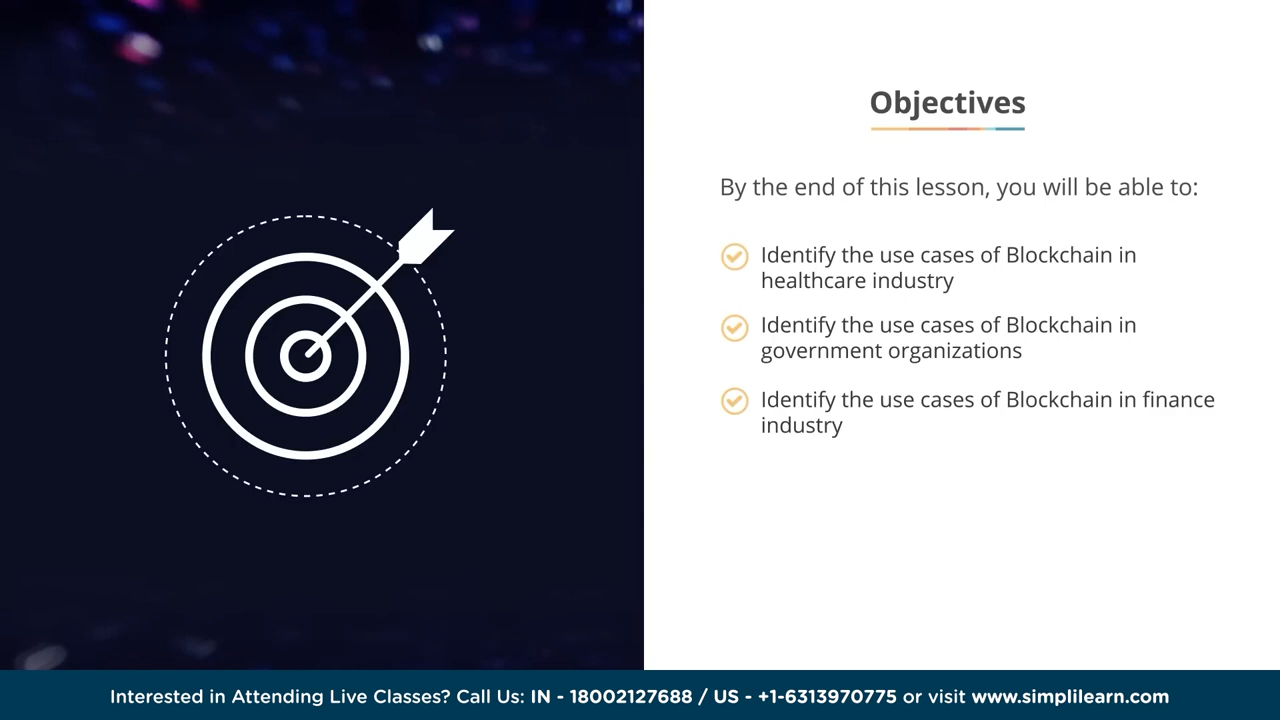 Objectives
By the end of this lesson, you will be able to:
Identify the use cases of Blockchain in
healthcare industry
Identify the use cases of Blockchain in
government organizations
Identify the use cases of Blockchain in finance
industry
Interested in Attending Live Classes? Call Us: IN - 18002127688 / US - +1-6313970775 or visit www.simplilearn.com